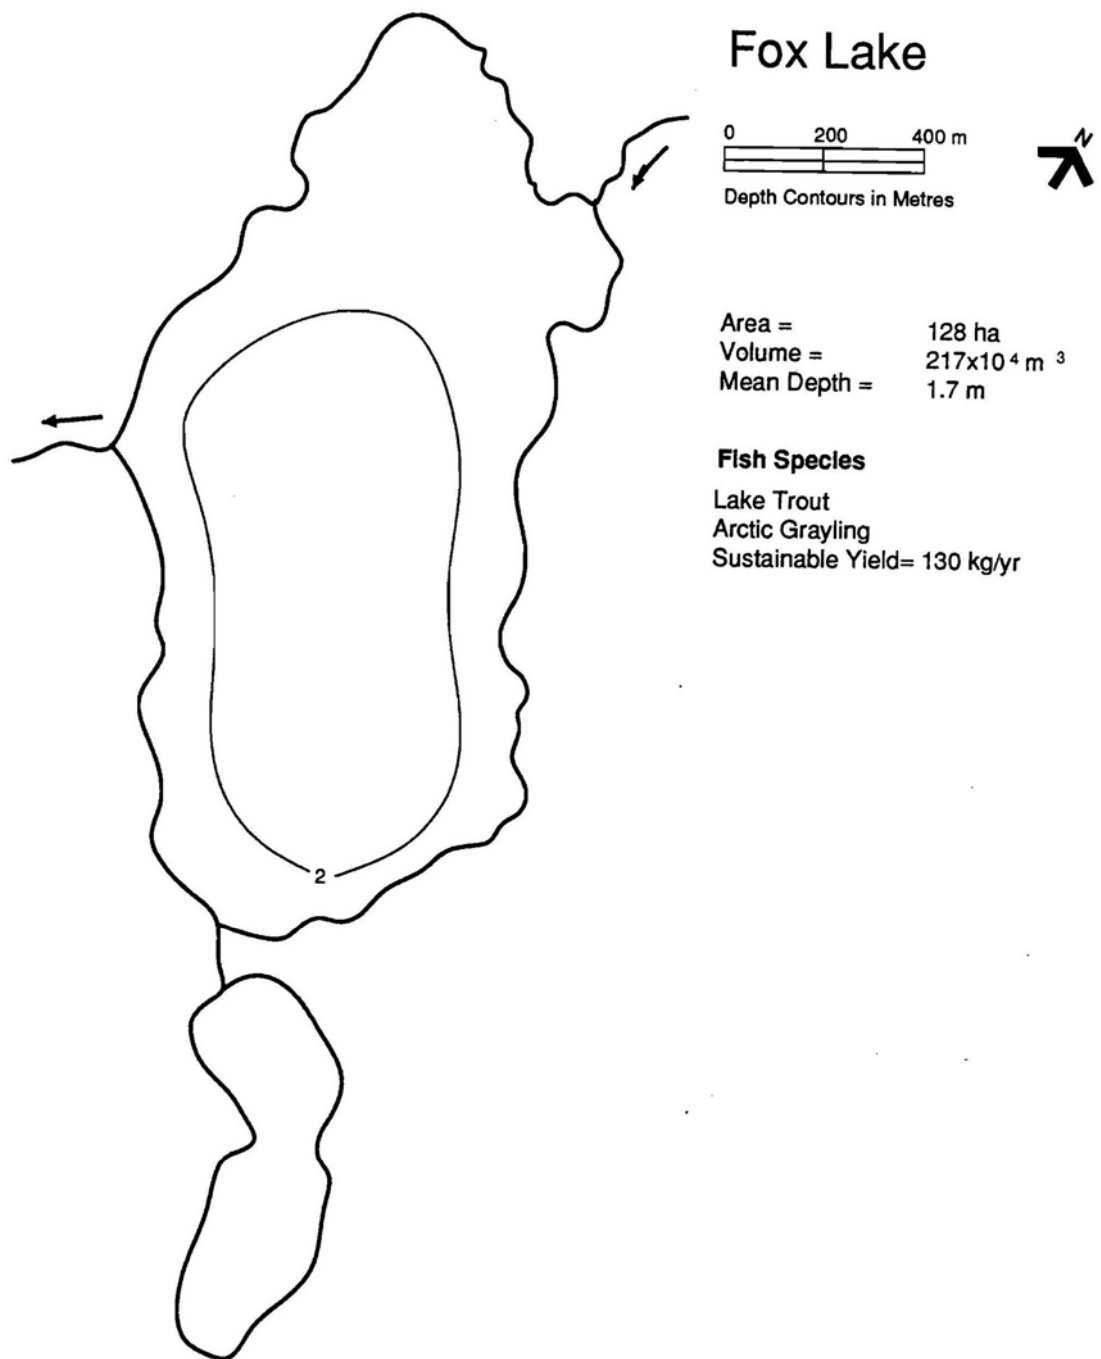 Fox Lake
0 200 400 m
N
Depth Contours in Metres
Area = 128 ha
Volume = 217x10⁴ m ³
Mean Depth = 1.7 m
Fish Species
Lake Trout
Arctic Grayling
Sustainable Yield= 130 kg/yr
2